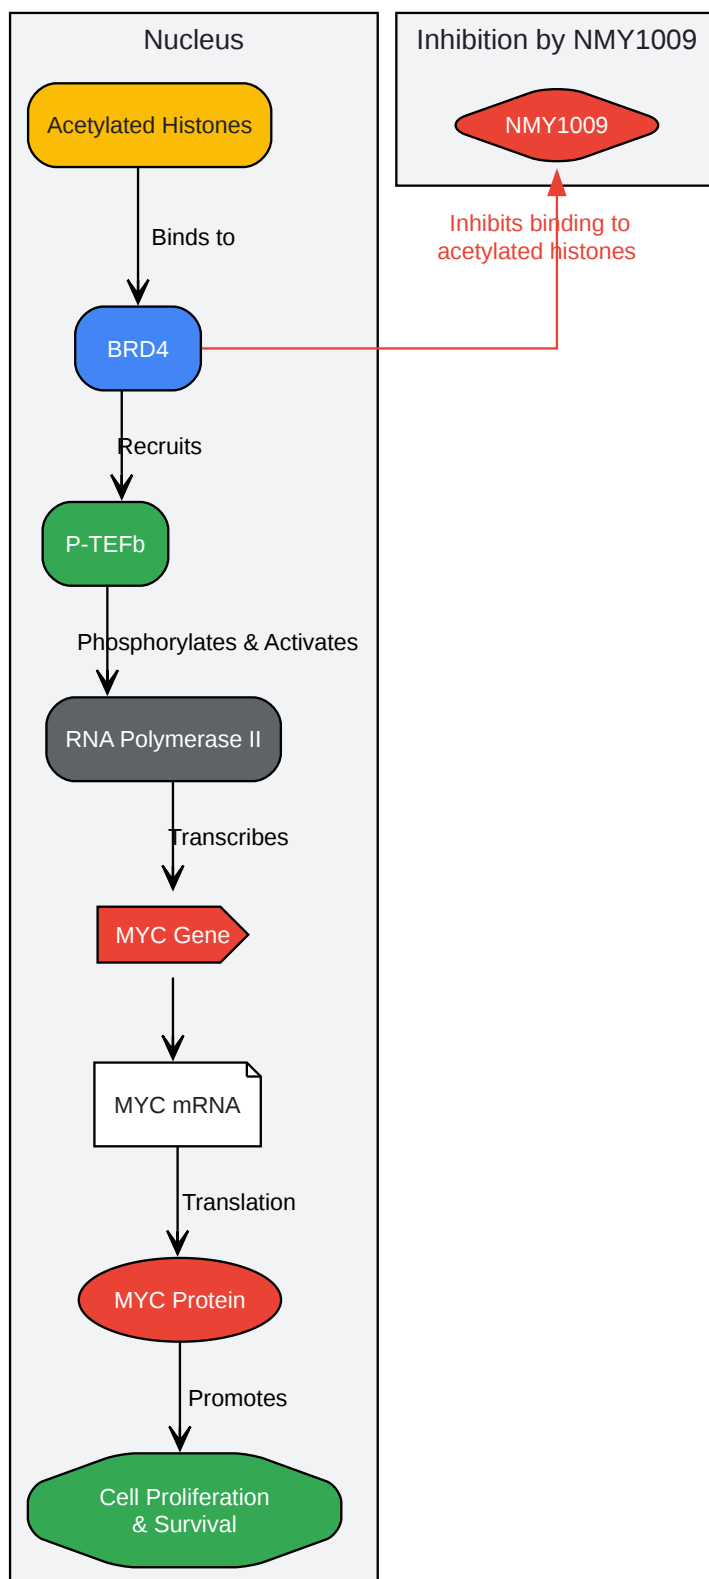 Nucleus
Acetylated Histones
Binds to
BRD4
Recruits
P-TEFb
Phosphorylates & Activates
RNA Polymerase II
Transcribes
MYC Gene
MYC mRNA
Translation
MYC Protein
Promotes
Cell Proliferation
& Survival
Inhibition by NMY1009
NMY1009
Inhibits binding to
acetylated histones